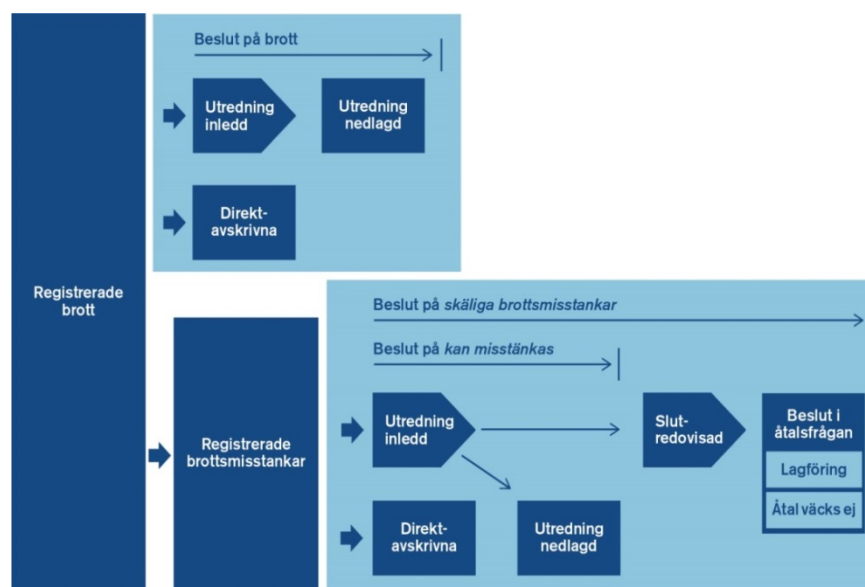 Beslut på brott
Utredning
inledd
Utredning
nedlagd
Direkt-
avskrivna
Registrerade
brott
Registrerade
brottsmisstankar
Beslut på skäliga brottsmisstankar
Beslut på kan misstänkas
Utredning
inledd
Slut-
redovisad
Beslut i
åtalsfrågan
Lagföring
Åtal väcks ej
Direkt-
avskrivna
Utredning
nedlagd